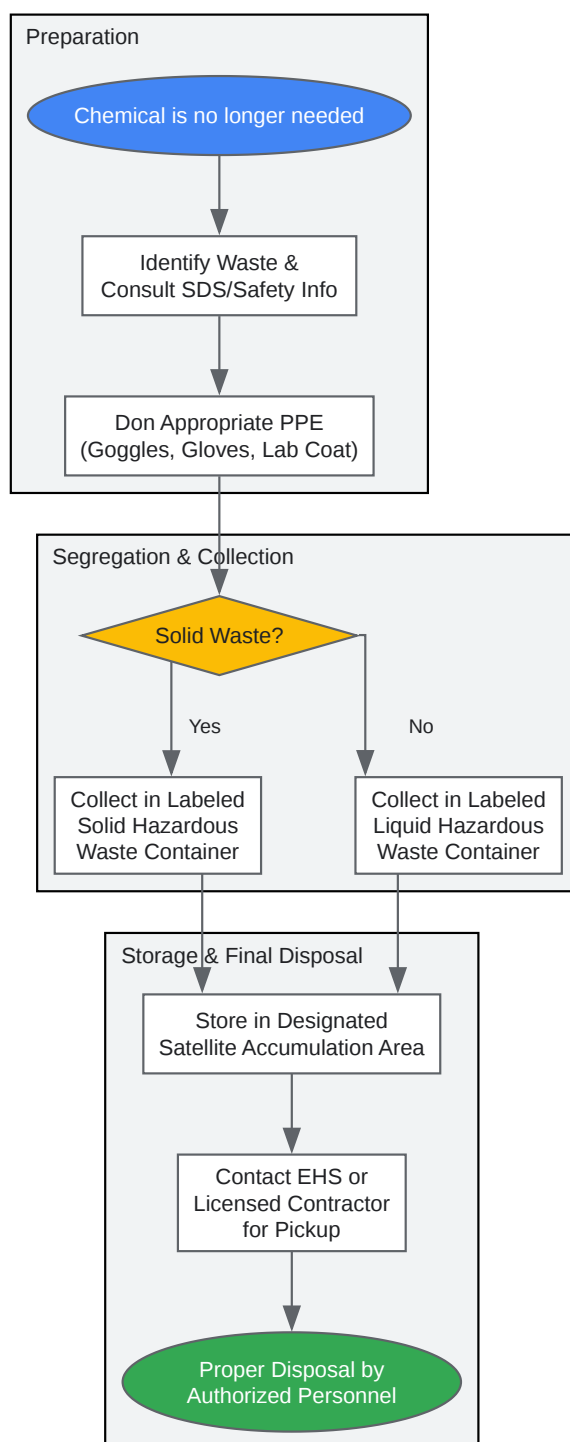 Preparation
Chemical is no longer needed
Identify Waste &
Consult SDS/Safety Info
Don Appropriate PPE
(Goggles, Gloves, Lab Coat)
Segregation & Collection
Solid Waste?
Yes
No
Collect in Labeled
Solid Hazardous
Waste Container
Collect in Labeled
Liquid Hazardous
Waste Container
Storage & Final Disposal
Store in Designated
Satellite Accumulation Area
Contact EHS or
Licensed Contractor
for Pickup
Proper Disposal by
Authorized Personnel